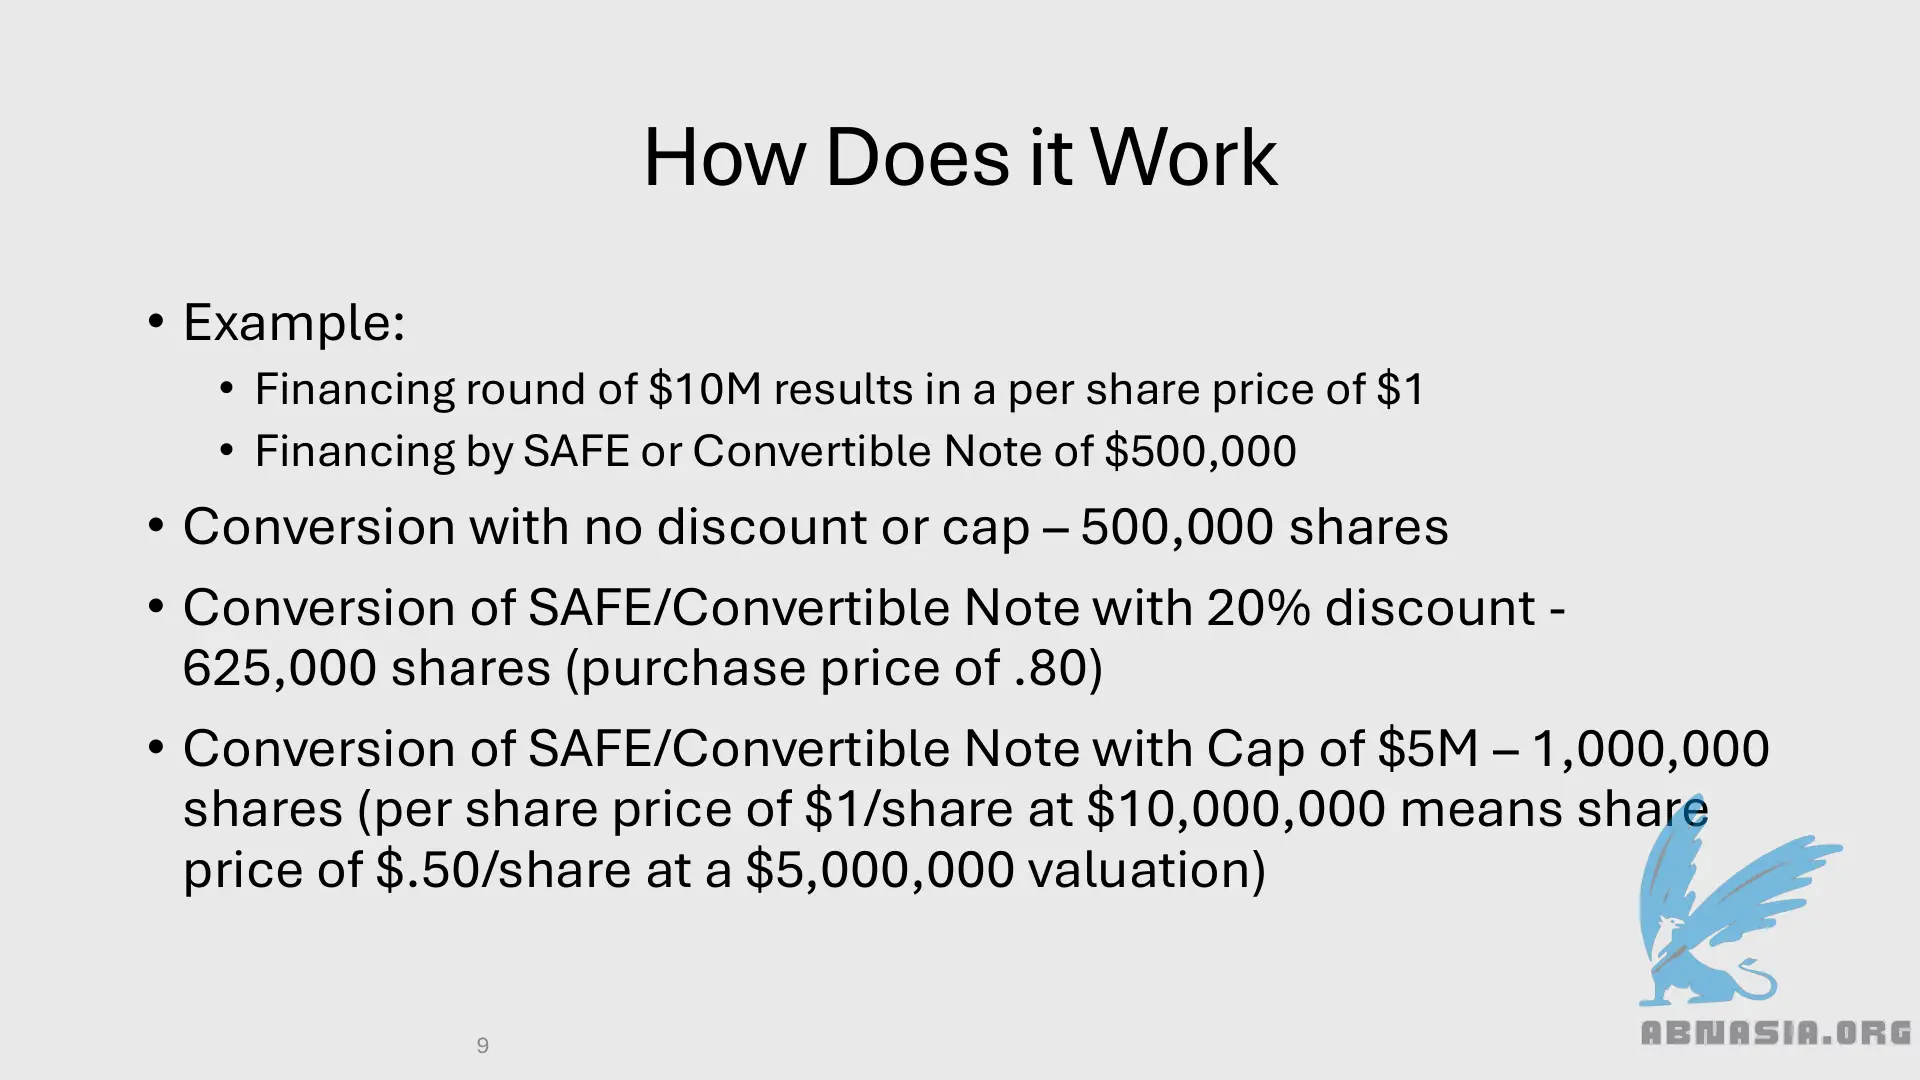 How Does it Work
• Example:
• Financing round of $10M results in a per share price of $1
• Financing by SAFE or Convertible Note of $500,000
• Conversion with no discount or cap – 500,000 shares
• Conversion of SAFE/Convertible Note with 20% discount -
625,000 shares (purchase price of .80)
• Conversion of SAFE/Convertible Note with Cap of $5M – 1,000,000
shares (per share price of $1/share at $10,000,000 means share
price of $.50/share at a $5,000,000 valuation)
9
ABNASIA.ORG